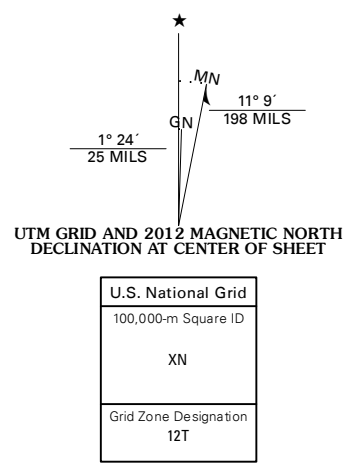 ★
MN
GN
11° 9´
198 MILS
1° 24´
25 MILS
UTM GRID AND 2012 MAGNETIC NORTH
DECLINATION AT CENTER OF SHEET
U.S. National Grid
100,000-m Square ID
XN
Grid Zone Designation
12T